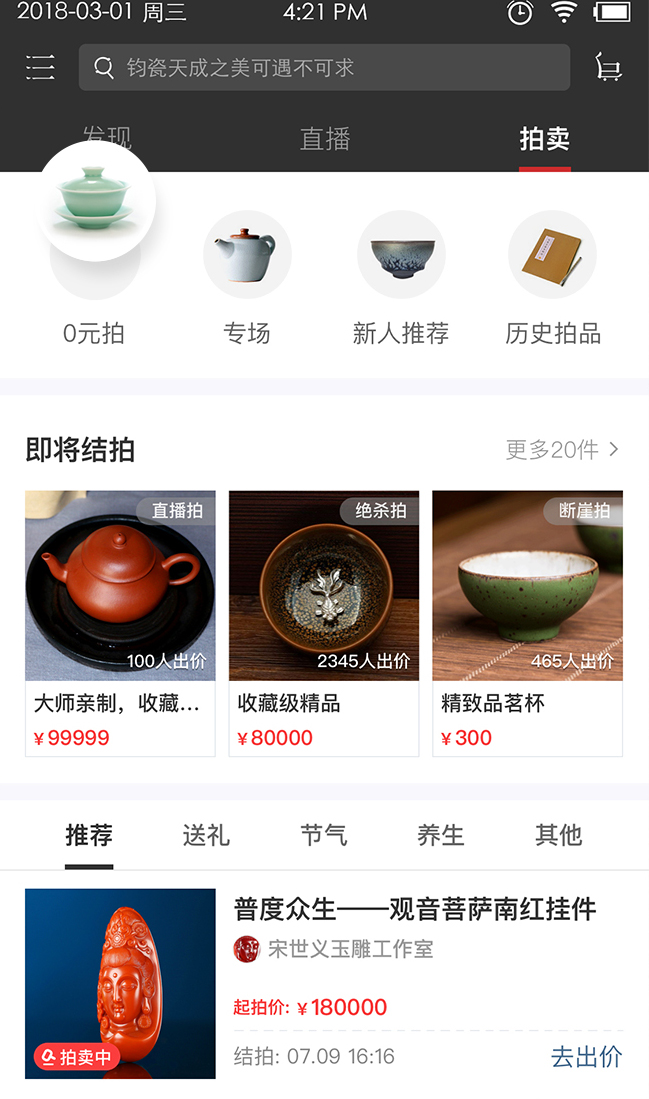 2018-03-01 周三 4:21 PM
钧瓷天成之美可遇不可求
发现 直播 拍卖
0元拍 专场 新人推荐 历史拍品
即将结拍 更多20件
直播拍 绝杀拍 断崖拍
100人出价 2345人出价 465人出价
大师亲制，收藏... 收藏级精品 精致品茗杯
¥99999 ¥80000 ¥300
推荐 送礼 节气 养生 其他
普度众生——观音菩萨南红挂件
宋世义玉雕工作室
起拍价: ¥180000
拍卖中 结拍: 07.09 16:16 去出价